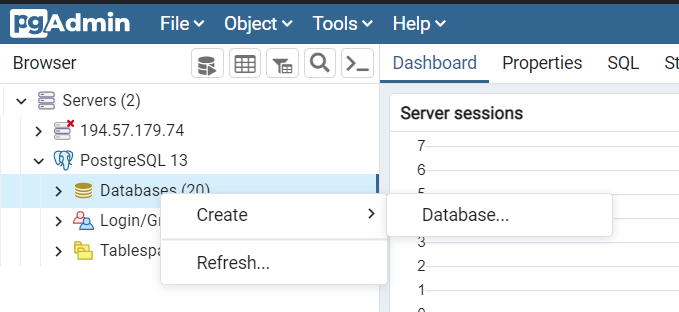 pgAdmin File Object Tools Help
Browser Dashboard Properties SQL St
Servers (2)
Server sessions
194.57.179.74
7
PostgreSQL 13
6
Databases (20)
5
Login/Gr
Create
Database...
Tablespa
3
Refresh...
2
1
0